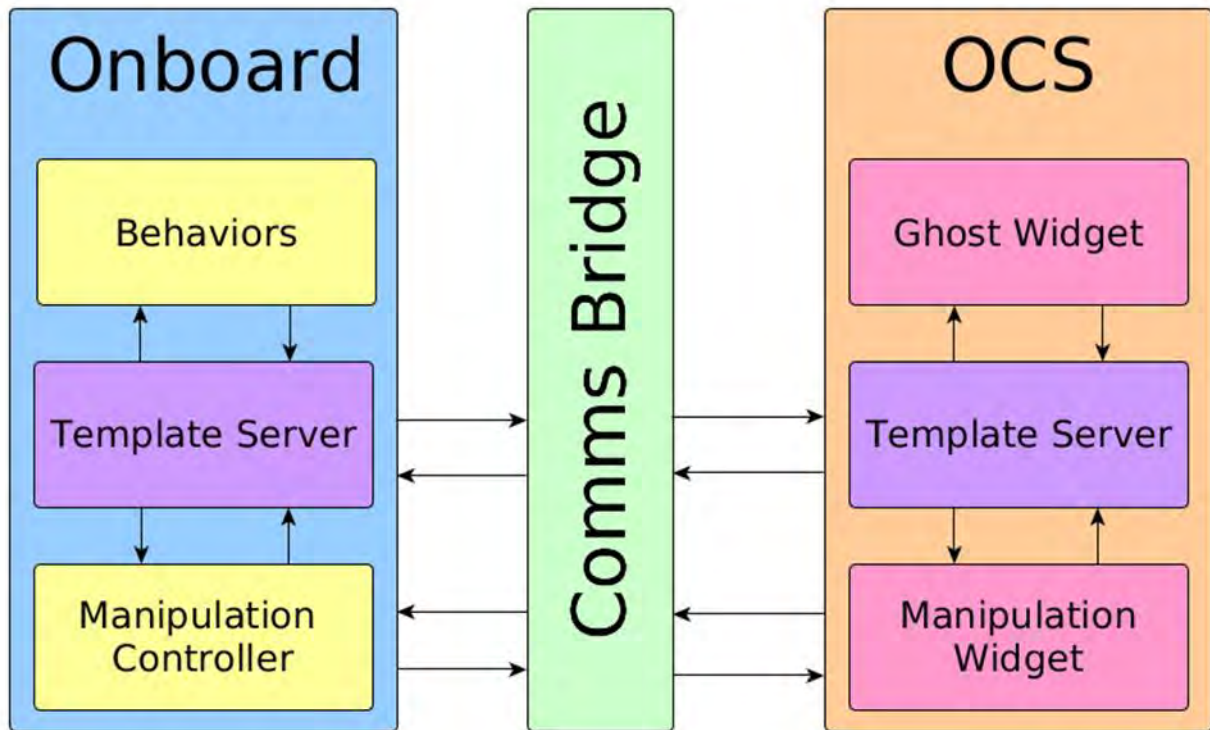 Onboard
Behaviors
Template Server
Manipulation
Controller
Comms Bridge
OCS
Ghost Widget
Template Server
Manipulation
Widget